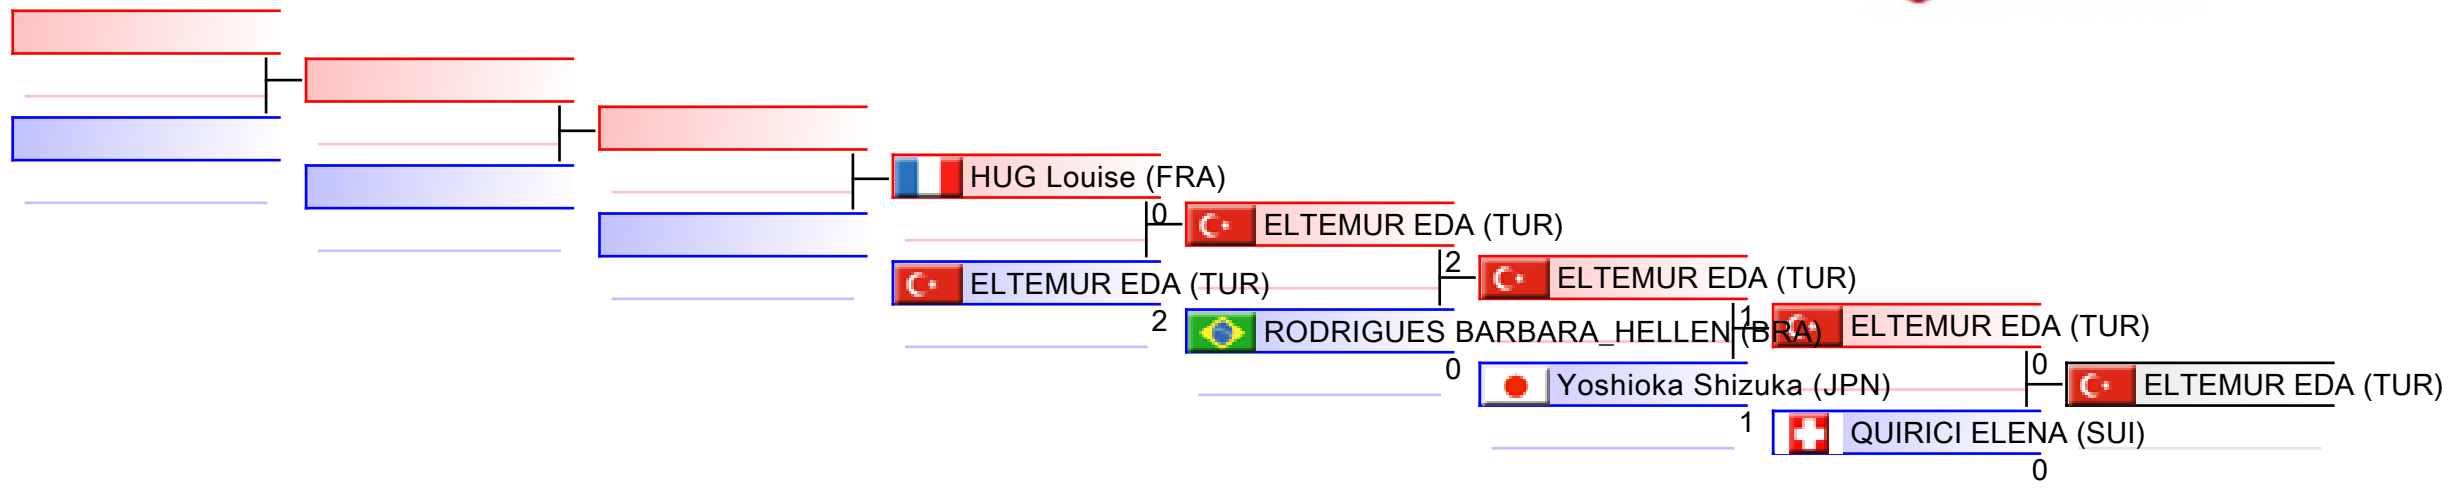 HUG Louise (FRA)
0
ELTEMUR EDA (TUR)
2
ELTEMUR EDA (TUR)
2
RODRIGUES BARBARA_HELLEN (BRA)
0
ELTEMUR EDA (TUR)
1
Yoshioka Shizuka (JPN)
1
ELTEMUR EDA (TUR)
0
QUIRICI ELENA (SUI)
0
ELTEMUR EDA (TUR)